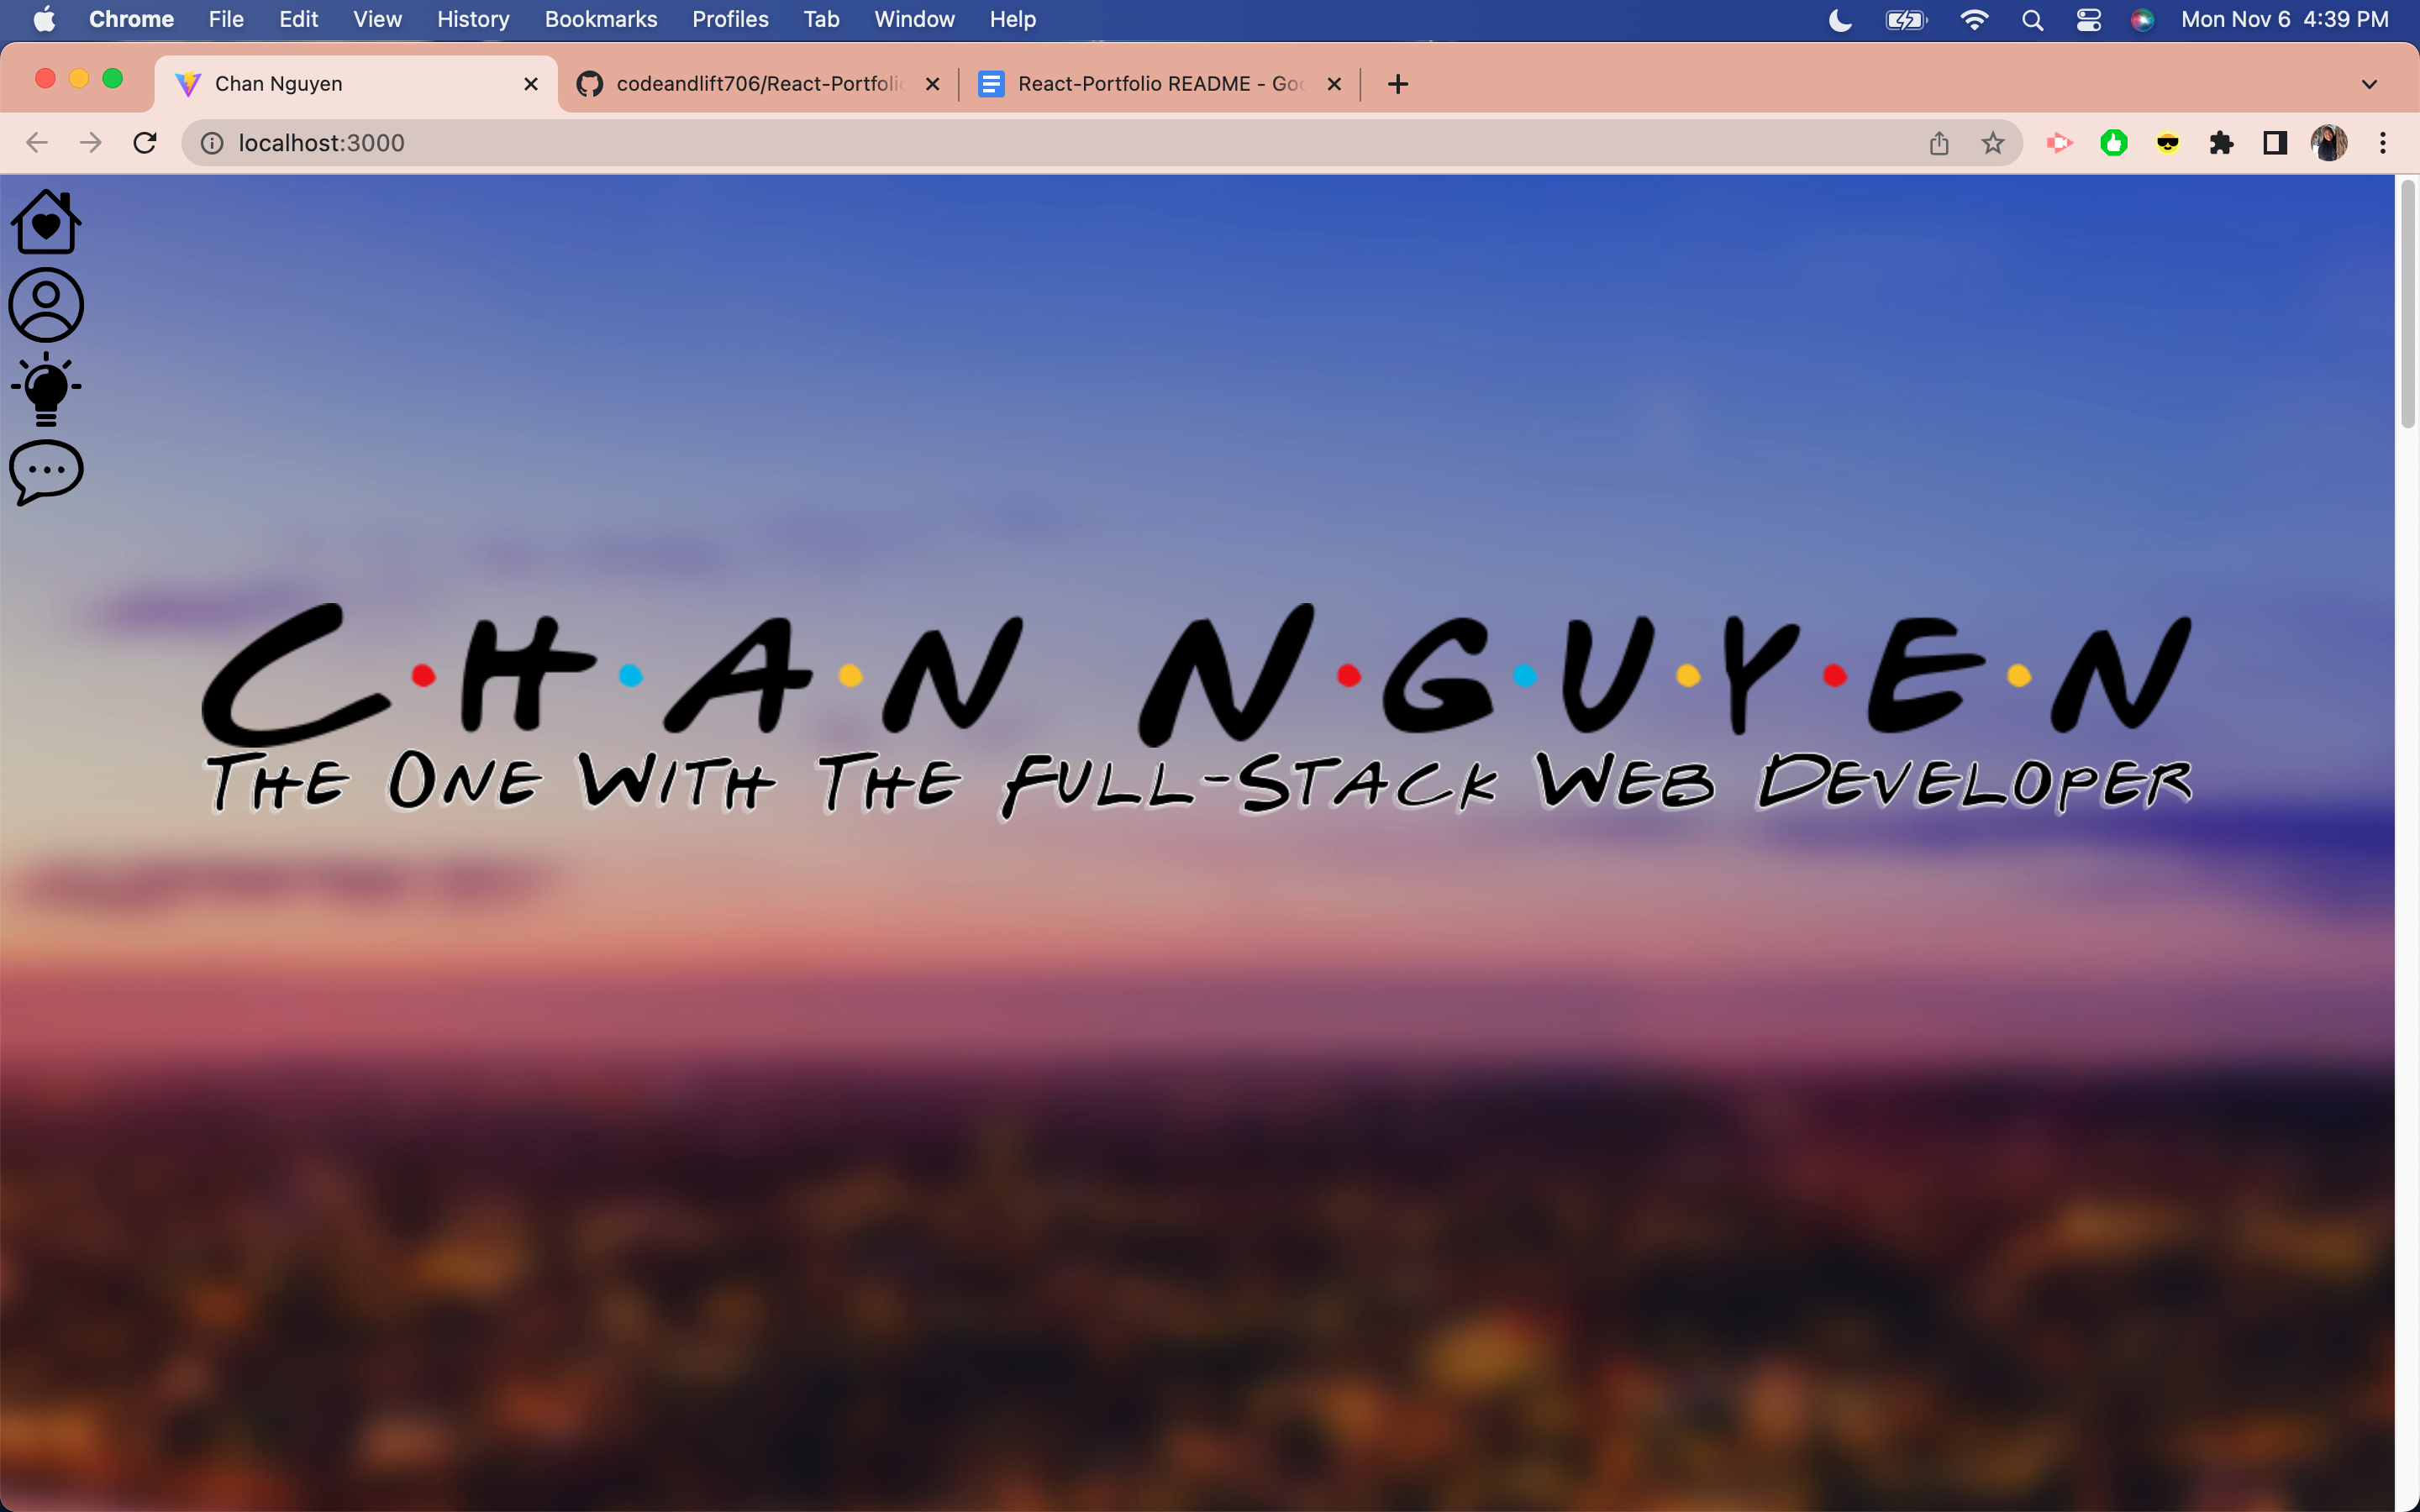 Chrome File Edit View History Bookmarks Profiles Tab Window Help Mon Nov 6 4:39 PM
Chan Nguyen codeandlift706/React-Portfolio React-Portfolio README - Goo
localhost:3000
C•H•A•N N•G•U•Y•E•N
THE ONE WITH THE FULL-STACK WEB DEVELOPER